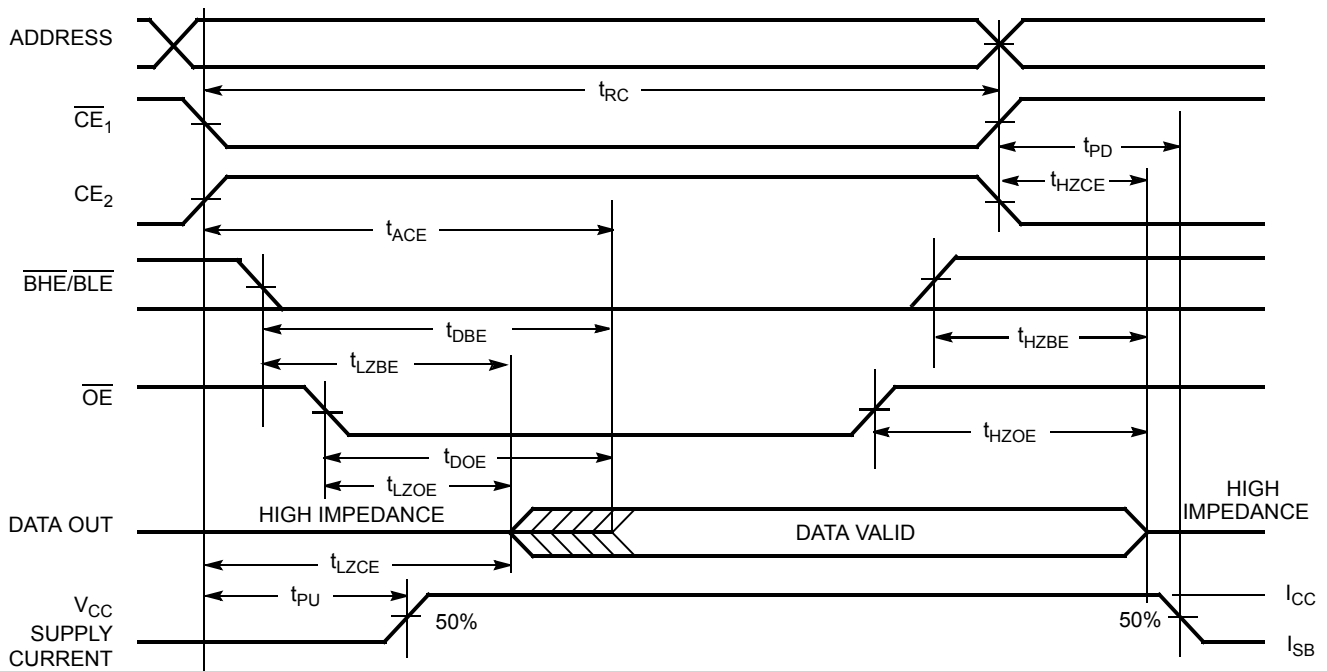 ADDRESS
tRC
CE1
tPD
tHZCE
CE2
tACE
BHE/BLE
tDBE
tHZBE
tLZBE
OE
tHZOE
tDOE
tLZOE
HIGH IMPEDANCE
HIGH
IMPEDANCE
DATA OUT
DATA VALID
tLZCE
tPU
VCC
SUPPLY
CURRENT
50%
50%
ICC
ISB